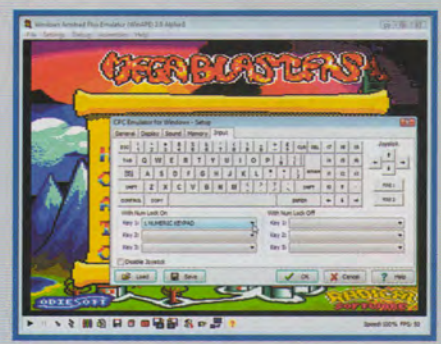 Windows Amstrad Plus Emulator (WinAPE) 2.0 Alpha
File Settings Debug Assembler Help
MEGABLASTERS
CPC Emulator for Windows - Setup
General Display Sound Memory Input
Joystick
ESC CLR DEL
TAB Q W E R T Y U I O P
A S D F G H J K L
SHIFT Z X C V B N M SHIFT
CONTROL COPY ENTER
FIRE 1
FIRE 2
With Num Lock On With Num Lock Off
Key 1: NUMERIC KEYPAD Key 1:
Key 2: Key 2:
Key 3: Key 3:
Disable Joystick
Load Save OK Cancel Help
ODIESOFT
Speed: 100% FPS: 50